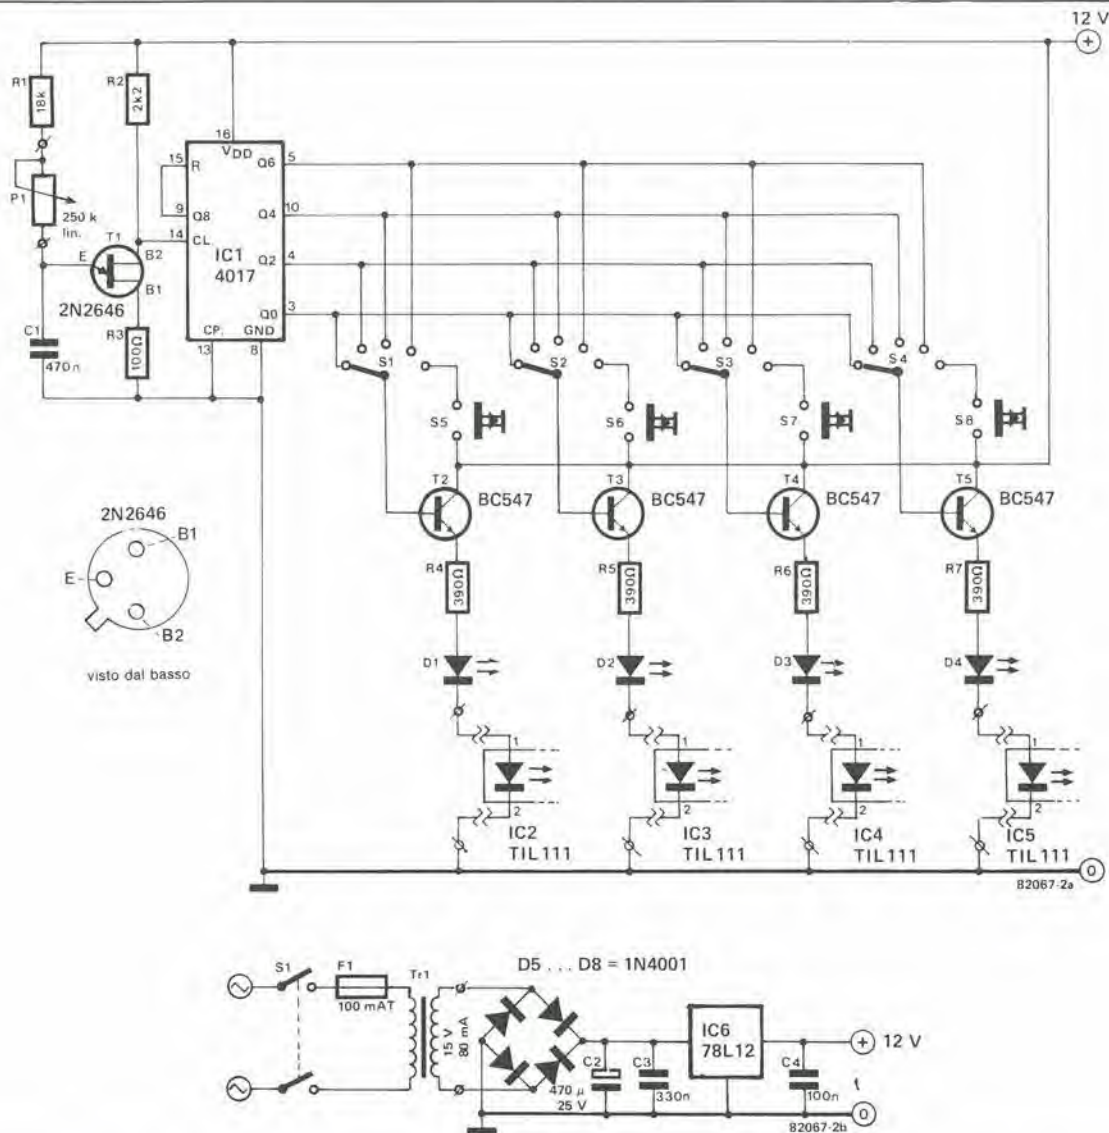 12 V
+
R1
18k
R2
2k2
16
VDD
15
R
Q6
5
P1
250 k
lin.
9
Q8
Q4
10
T1
14
CL
IC1
4017
Q2
4
E
B2
B1
2N2646
Q0
3
C1
470n
R3
100Ω
CP.
GND
13
8
S1
S2
S3
S4
S5
S6
S7
S8
T2
BC547
T3
BC547
T4
BC547
T5
BC547
2N2646
B1
E
B2
visto dal basso
R4
390Ω
R5
390Ω
R6
390Ω
R7
390Ω
D1
D2
D3
D4
1
1
1
1
2
2
2
2
IC2
TIL111
IC3
TIL111
IC4
TIL111
IC5
TIL111
0
82067-2a
D5 ... D8 = 1N4001
S1
F1
100 mAT
Tr1
15 V
80 mA
C2
470 µ
25 V
C3
330n
IC6
78L12
C4
100n
+
12 V
0
82067-2b